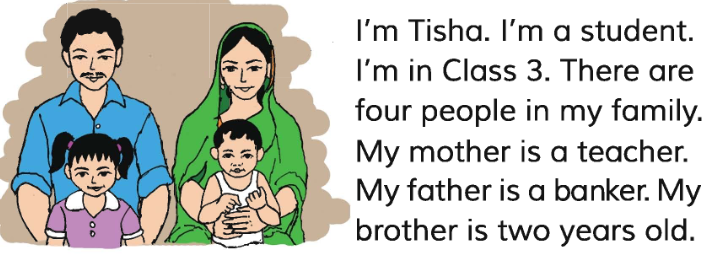 I'm Tisha. I'm a student.
I'm in Class 3. There are
four people in my family.
My mother is a teacher.
My father is a banker. My
brother is two years old.